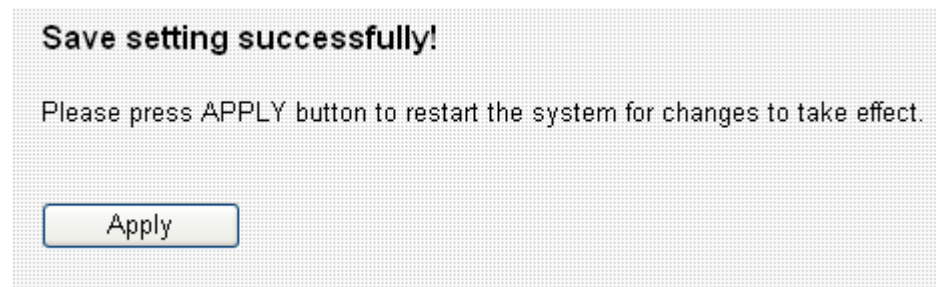 Save setting successfully!
Please press APPLY button to restart the system for changes to take effect.
Apply